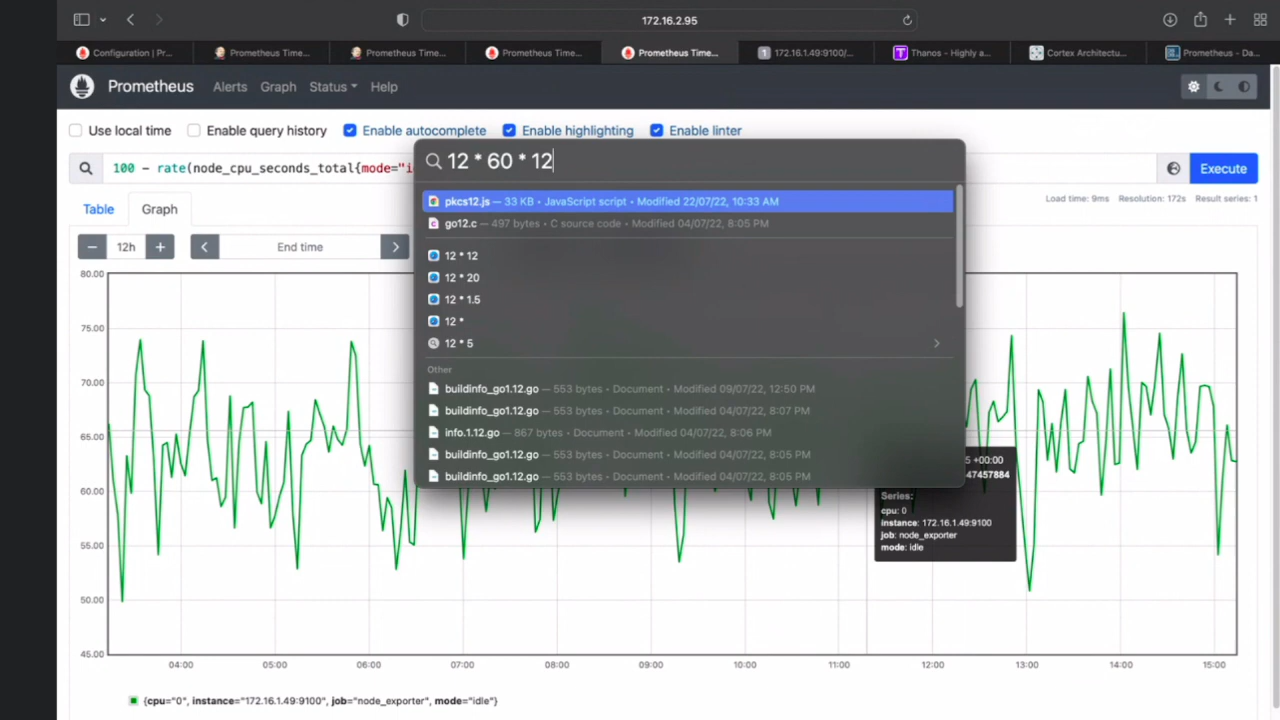 172.16.2.95
Configuration | Pr...
Prometheus Time...
Prometheus Time...
Prometheus Time...
Prometheus Time...
1 172.16.1.49:9100/...
Thanos - Highly a...
Cortex Architectu...
Prometheus - Da...
Prometheus Alerts Graph Status Help
Use local time Enable query history Enable autocomplete Enable highlighting Enable linter
100 - rate(node_cpu_seconds_total{mode="i
Execute
12 * 60 * 12
Table Graph
Load time: 9ms Resolution: 172s Result series: 1
− 12h + < End time >
pkcs12.js — 33 KB • JavaScript script • Modified 22/07/22, 10:33 AM
go12.c — 497 bytes • C source code • Modified 04/07/22, 8:05 PM
12 * 12
12 * 20
12 * 1.5
12 *
12 * 5
Other
buildinfo_go1.12.go — 553 bytes • Document • Modified 09/07/22, 12:50 PM
buildinfo_go1.12.go — 553 bytes • Document • Modified 04/07/22, 8:07 PM
info.1.12.go — 867 bytes • Document • Modified 04/07/22, 8:06 PM
buildinfo_go1.12.go — 553 bytes • Document • Modified 04/07/22, 8:05 PM
buildinfo_go1.12.go — 553 bytes • Document • Modified 04/07/22, 8:05 PM
80.00
75.00
70.00
65.00
60.00
55.00
50.00
45.00
5 +00:00
47457884
Series:
cpu: 0
instance: 172.16.1.49:9100
job: node_exporter
mode: idle
04:00 05:00 06:00 07:00 08:00 09:00 10:00 11:00 12:00 13:00 14:00 15:00
{cpu="0", instance="172.16.1.49:9100", job="node_exporter", mode="idle"}